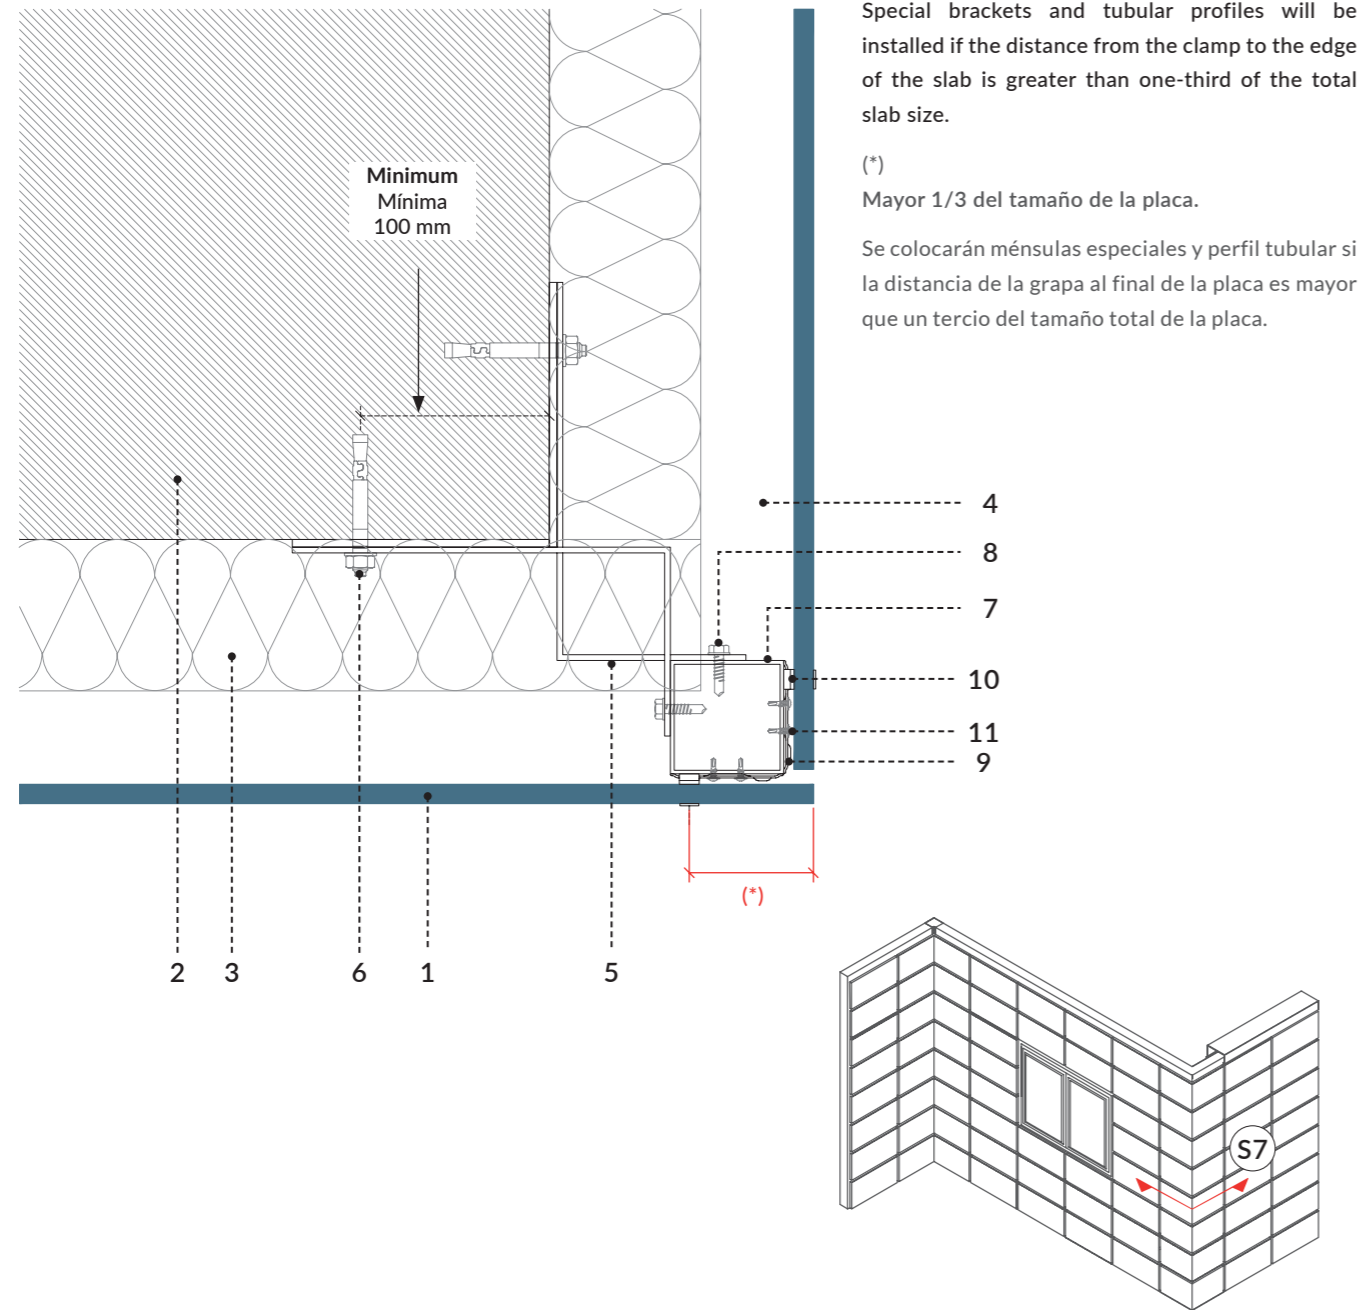 Special brackets and tubular profiles will be
installed if the distance from the clamp to the edge
of the slab is greater than one-third of the total
slab size.
(*)
Mayor 1/3 del tamaño de la placa.
Se colocarán ménsulas especiales y perfil tubular si
la distancia de la grapa al final de la placa es mayor
que un tercio del tamaño total de la placa.
Minimum
Mínima
100 mm
4
8
7
10
11
9
(*)
2 3 6 1 5
S7